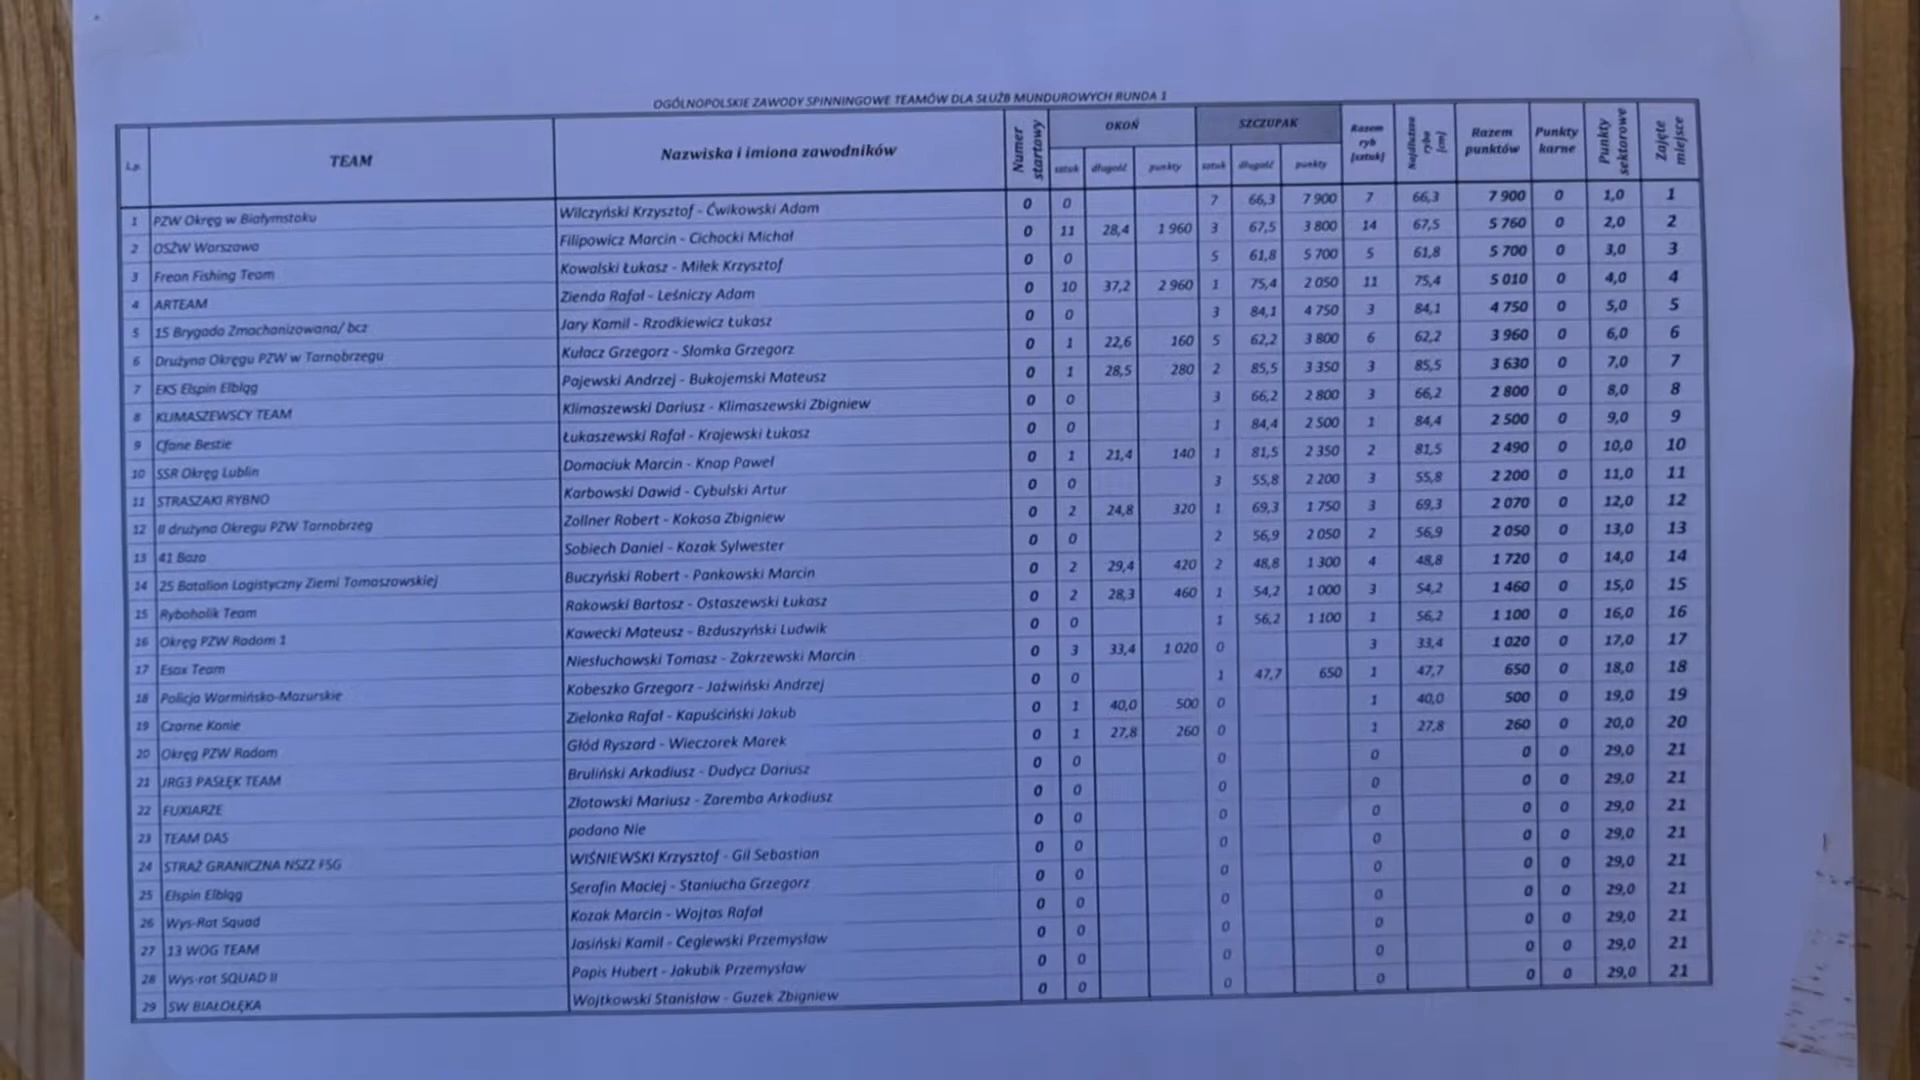 OGÓLNOPOLSKIE ZAWODY SPINNINGOWE TEAMÓW DLA SŁUŻB MUNDUROWYCH RUNDA 1
L.p. TEAM Nazwiska i imiona zawodników Numer startowy OKOŃ SZCZUPAK Razem ryb [sztuk] Najdłuższa ryba [cm] Razem punktów Punkty karne Punkty sektorowe Zajęte miejsce
sztuk długość punkty sztuk długość punkty
1 PZW Okręg w Białymstoku Wilczyński Krzysztof - Ćwikowski Adam 0 0 7 66,3 7 900 7 66,3 7 900 0 1,0 1
2 OSŻW Warszawa Filipowicz Marcin - Cichocki Michał 0 11 28,4 1 960 3 67,5 3 800 14 67,5 5 760 0 2,0 2
3 Freon Fishing Team Kowalski Łukasz - Miłek Krzysztof 0 0 5 61,8 5 700 5 61,8 5 700 0 3,0 3
4 ARTEAM Zienda Rafał - Leśniczy Adam 0 10 37,2 2 960 1 75,4 2 050 11 75,4 5 010 0 4,0 4
5 15 Brygada Zmachanizowana/ bcz Jary Kamil - Rzodkiewicz Łukasz 0 0 3 84,1 4 750 3 84,1 4 750 0 5,0 5
6 Drużyna Okręgu PZW w Tarnobrzegu Kułacz Grzegorz - Słomka Grzegorz 0 1 22,6 160 5 62,2 3 800 6 62,2 3 960 0 6,0 6
7 EKS Elspin Elbląg Pajewski Andrzej - Bukojemski Mateusz 0 1 28,5 280 2 85,5 3 350 3 85,5 3 630 0 7,0 7
8 KLIMASZEWSCY TEAM Klimaszewski Dariusz - Klimaszewski Zbigniew 0 0 3 66,2 2 800 3 66,2 2 800 0 8,0 8
9 Cfane Bestie Łukaszewski Rafał - Krajewski Łukasz 0 0 1 84,4 2 500 1 84,4 2 500 0 9,0 9
10 SSR Okręg Lublin Domaciuk Marcin - Knap Paweł 0 1 21,4 140 1 81,5 2 350 2 81,5 2 490 0 10,0 10
11 STRASZAKI RYBNO Karbowski Dawid - Cybulski Artur 0 0 3 55,8 2 200 3 55,8 2 200 0 11,0 11
12 II drużyna Okregu PZW Tarnobrzeg Zollner Robert - Kokosa Zbigniew 0 2 24,8 320 1 69,3 1 750 3 69,3 2 070 0 12,0 12
13 41 Baza Sobiech Daniel - Kozak Sylwester 0 0 2 56,9 2 050 2 56,9 2 050 0 13,0 13
14 25 Batalion Logistyczny Ziemi Tomaszowskiej Buczyński Robert - Pankowski Marcin 0 2 29,4 420 2 48,8 1 300 4 48,8 1 720 0 14,0 14
15 Ryboholik Team Rakowski Bartosz - Ostaszewski Łukasz 0 2 28,3 460 1 54,2 1 000 3 54,2 1 460 0 15,0 15
16 Okręg PZW Radom 1 Kawecki Mateusz - Bzduszyński Ludwik 0 0 1 56,2 1 100 1 56,2 1 100 0 16,0 16
17 Esox Team Niesłuchowski Tomasz - Zakrzewski Marcin 0 3 33,4 1 020 0 3 33,4 1 020 0 17,0 17
18 Policja Warmińsko-Mazurskie Kobeszko Grzegorz - Jaźwiński Andrzej 0 0 1 47,7 650 1 47,7 650 0 18,0 18
19 Czarne Konie Zielonka Rafał - Kapuściński Jakub 0 1 40,0 500 0 1 40,0 500 0 19,0 19
20 Okręg PZW Radom Głód Ryszard - Wieczorek Marek 0 1 27,8 260 0 1 27,8 260 0 20,0 20
21 JRG3 PASŁĘK TEAM Bruliński Arkadiusz - Dudycz Dariusz 0 0 0 0 0 0 29,0 21
22 FUXIARZE Złotowski Mariusz - Zaremba Arkadiusz 0 0 0 0 0 0 29,0 21
23 TEAM DAS podano Nie 0 0 0 0 0 0 29,0 21
24 STRAŻ GRANICZNA NSZZ FSG WIŚNIEWSKI Krzysztof - Gil Sebastian 0 0 0 0 0 0 29,0 21
25 Elspin Elbląg Serafin Maciej - Staniucha Grzegorz 0 0 0 0 0 0 29,0 21
26 Wys-Rat Squad Kozak Marcin - Wojtas Rafał 0 0 0 0 0 0 29,0 21
27 13 WOG TEAM Jasiński Kamil - Ceglewski Przemysław 0 0 0 0 0 0 29,0 21
28 Wys-rat SQUAD II Papis Hubert - Jakubik Przemysław 0 0 0 0 0 0 29,0 21
29 SW BIAŁOŁĘKA Wojtkowski Stanisław - Guzek Zbigniew 0 0 0 0 0 0 29,0 21